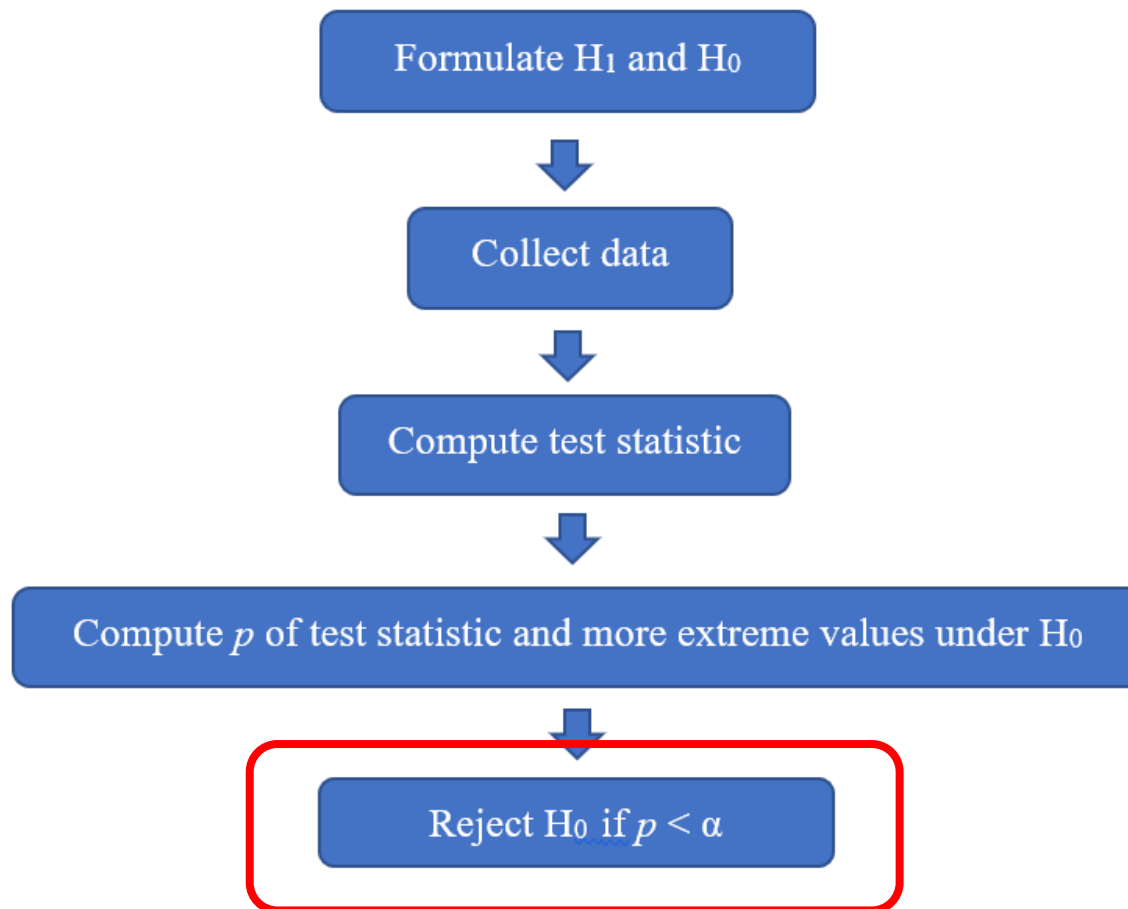 Formulate H₁ and H₀
Collect data
Compute test statistic
Compute p of test statistic and more extreme values under H₀
Reject H₀ if p < α